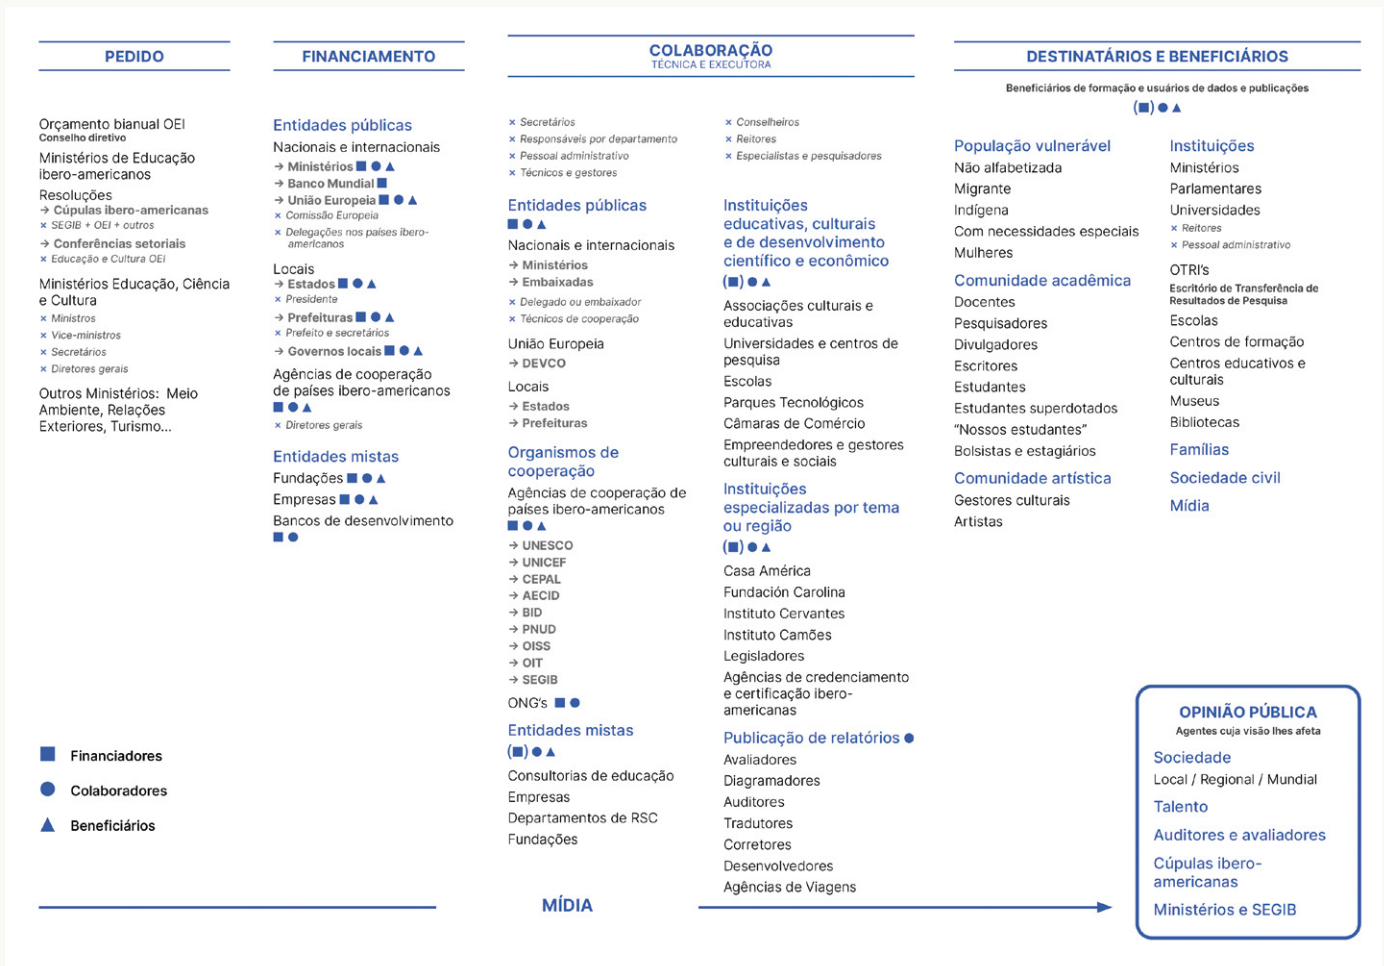 PEDIDO
Orçamento bianual OEI
Conselho diretivo
Ministérios de Educação
ibero-americanos
Resoluções
→ Cúpulas ibero-americanas
× SEGIB + OEI + outros
→ Conferências setoriais
× Educação e Cultura OEI
Ministérios Educação, Ciência
e Cultura
× Ministros
× Vice-ministros
× Secretários
× Diretores gerais
Outros Ministérios: Meio
Ambiente, Relações
Exteriores, Turismo...
■ Financiadores
● Colaboradores
▲ Beneficiários
FINANCIAMENTO
Entidades públicas
Nacionais e internacionais
→ Ministérios ■ ● ▲
→ Banco Mundial ■
→ União Europeia ■ ● ▲
× Comissão Europeia
× Delegações nos países ibero-
americanos
Locais
→ Estados ■ ● ▲
× Presidente
→ Prefeituras ■ ● ▲
× Prefeito e secretários
→ Governos locais ■ ● ▲
Agências de cooperação
de países ibero-americanos
■ ● ▲
× Diretores gerais
Entidades mistas
Fundações ■ ● ▲
Empresas ■ ● ▲
Bancos de desenvolvimento
■ ●
COLABORAÇÃO
TÉCNICA E EXECUTORA
× Secretários
× Responsáveis por departamento
× Pessoal administrativo
× Técnicos e gestores
Entidades públicas
■ ● ▲
Nacionais e internacionais
→ Ministérios
→ Embaixadas
× Delegado ou embaixador
× Técnicos de cooperação
União Europeia
→ DEVCO
Locais
→ Estados
→ Prefeituras
Organismos de
cooperação
Agências de cooperação de
países ibero-americanos
■ ● ▲
→ UNESCO
→ UNICEF
→ CEPAL
→ AECID
→ BID
→ PNUD
→ OISS
→ OIT
→ SEGIB
ONG's ■ ●
Entidades mistas
(■) ● ▲
Consultorias de educação
Empresas
Departamentos de RSC
Fundações
× Conselheiros
× Reitores
× Especialistas e pesquisadores
Instituições
educativas, culturais
e de desenvolvimento
científico e econômico
(■) ● ▲
Associações culturais e
educativas
Universidades e centros de
pesquisa
Escolas
Parques Tecnológicos
Câmaras de Comércio
Empreendedores e gestores
culturais e sociais
Instituições
especializadas por tema
ou região
(■) ● ▲
Casa América
Fundación Carolina
Instituto Cervantes
Instituto Camões
Legisladores
Agências de credenciamento
e certificação ibero-
americanas
Publicação de relatórios ●
Avaliadores
Diagramadores
Auditores
Tradutores
Corretores
Desenvolvedores
Agências de Viagens
DESTINATÁRIOS E BENEFICIÁRIOS
Beneficiários de formação e usuários de dados e publicações
(■) ● ▲
População vulnerável
Não alfabetizada
Migrante
Indígena
Com necessidades especiais
Mulheres
Comunidade acadêmica
Docentes
Pesquisadores
Divulgadores
Escritores
Estudantes
Estudantes superdotados
“Nossos estudantes”
Bolsistas e estagiários
Comunidade artística
Gestores culturais
Artistas
Instituições
Ministérios
Parlamentares
Universidades
× Reitores
× Pessoal administrativo
OTRI's
Escritório de Transferência de
Resultados de Pesquisa
Escolas
Centros de formação
Centros educativos e
culturais
Museus
Bibliotecas
Famílias
Sociedade civil
Mídia
MÍDIA
OPINIÃO PÚBLICA
Agentes cuja visão lhes afeta
Sociedade
Local / Regional / Mundial
Talento
Auditores e avaliadores
Cúpulas ibero-
americanas
Ministérios e SEGIB